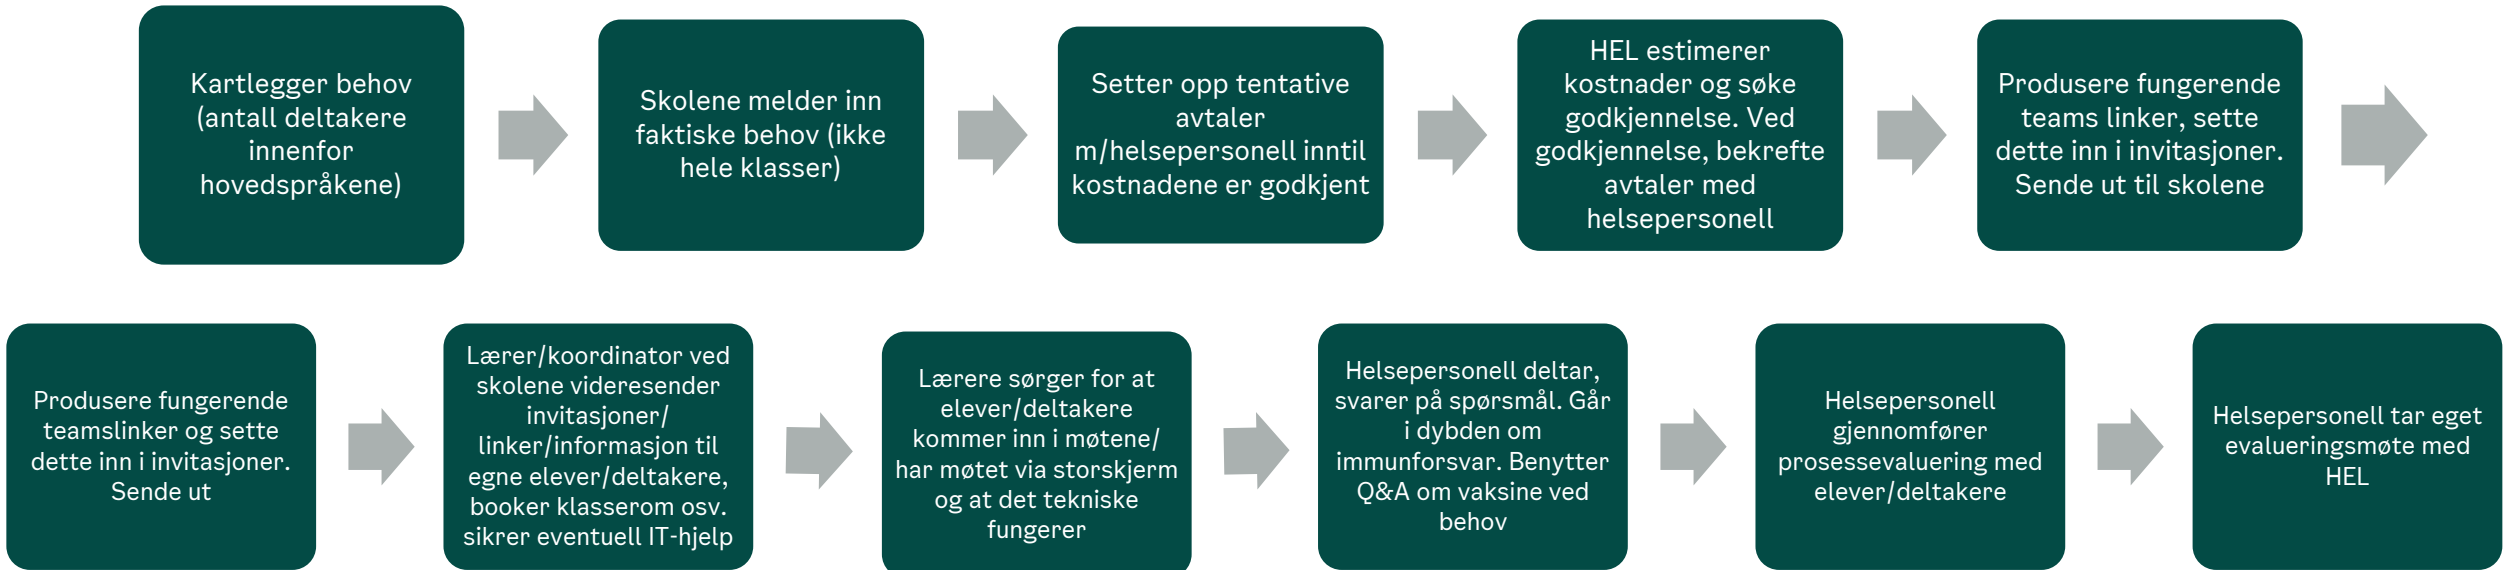 Kartlegger behov
(antall deltakere
innenfor
hovedspråkene)
Skolene melder inn
faktiske behov (ikke
hele klasser)
Setter opp tentative
avtaler
m/helsepersonell inntil
kostnadene er godkjent
HEL estimerer
kostnader og søke
godkjennelse. Ved
godkjennelse, bekrefte
avtaler med
helsepersonell
Produsere fungerende
teams linker, sette
dette inn i invitasjoner.
Sende ut til skolene
Produsere fungerende
teamslinker og sette
dette inn i invitasjoner.
Sende ut
Lærer/koordinator ved
skolene videresender
invitasjoner/
linker/informasjon til
egne elever/deltakere,
booker klasserom osv.
sikrer eventuell IT-hjelp
Lærere sørger for at
elever/deltakere
kommer inn i møtene/
har møtet via storskjerm
og at det tekniske
fungerer
Helsepersonell deltar,
svarer på spørsmål. Går
i dybden om
immunforsvar. Benytter
Q&A om vaksine ved
behov
Helsepersonell
gjennomfører
prosessevaluering med
elever/deltakere
Helsepersonell tar eget
evalueringsmøte med
HEL